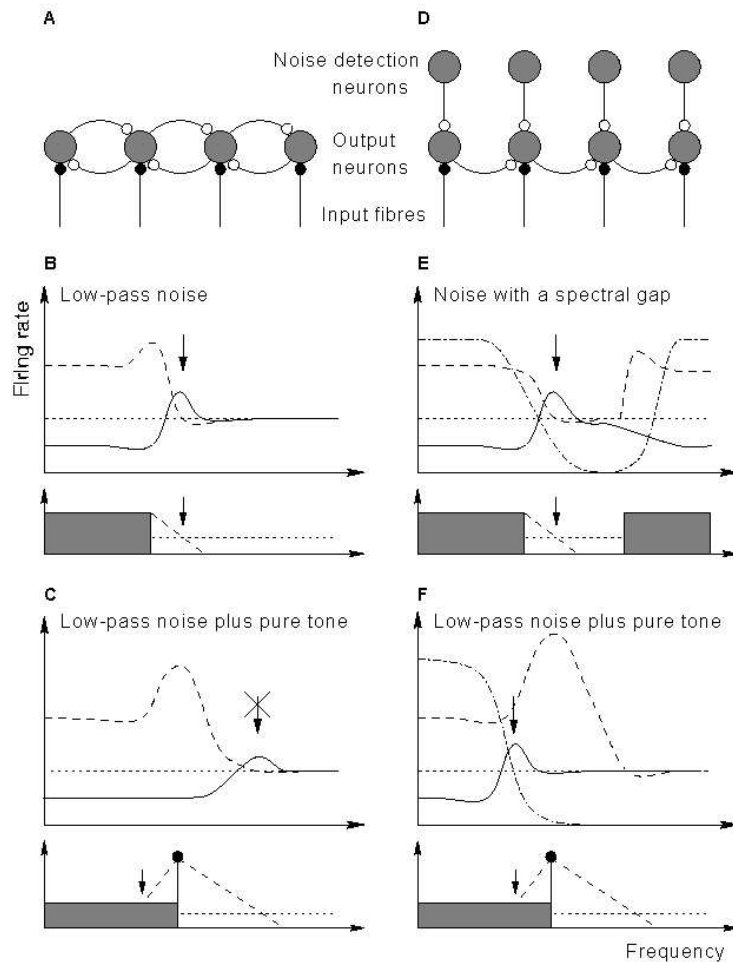 A
D
Noise detection
neurons
Output
neurons
Input fibres
B
Low-pass noise
E
Noise with a spectral gap
Firing rate
C
Low-pass noise plus pure tone
F
Low-pass noise plus pure tone
Frequency